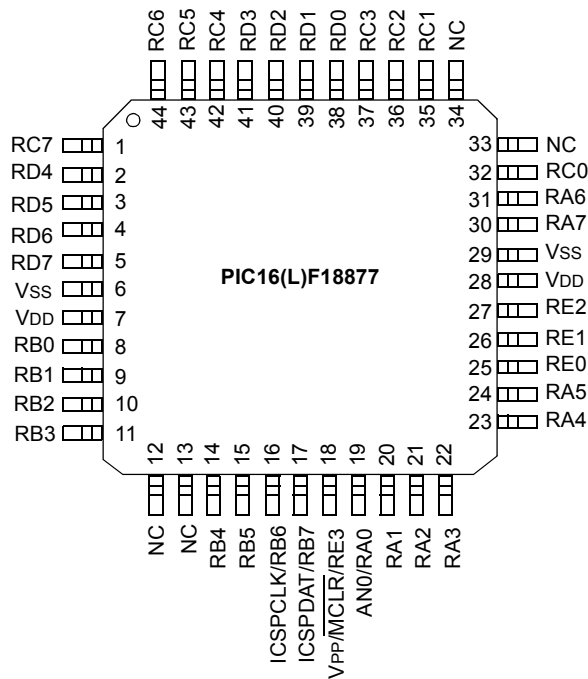 RC6
RC5
RC4
RD3
RD2
RD1
RD0
RC3
RC2
RC1
NC
44
43
42
41
40
39
38
37
36
35
34
RC7 1
RD4 2
RD5 3
RD6 4
RD7 5
VSS 6
VDD 7
RB0 8
RB1 9
RB2 10
RB3 11
PIC16(L)F18877
33 NC
32 RC0
31 RA6
30 RA7
29 VSS
28 VDD
27 RE2
26 RE1
25 RE0
24 RA5
23 RA4
12
13
14
15
16
17
18
19
20
21
22
NC
NC
RB4
RB5
ICSPCLK/RB6
ICSPDAT/RB7
VPP/MCLR/RE3
AN0/RA0
RA1
RA2
RA3